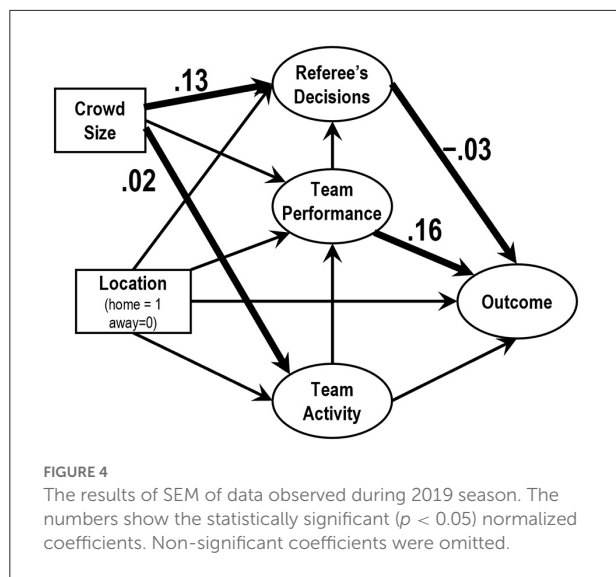 .13
Referee's
Decisions
Crowd
Size
–.03
.02
Team
Performance
.16
Location
(home = 1
away=0)
Outcome
Team
Activity
FIGURE 4
The results of SEM of data observed during 2019 season. The
numbers show the statistically significant (p < 0.05) normalized
coefficients. Non-significant coefficients were omitted.